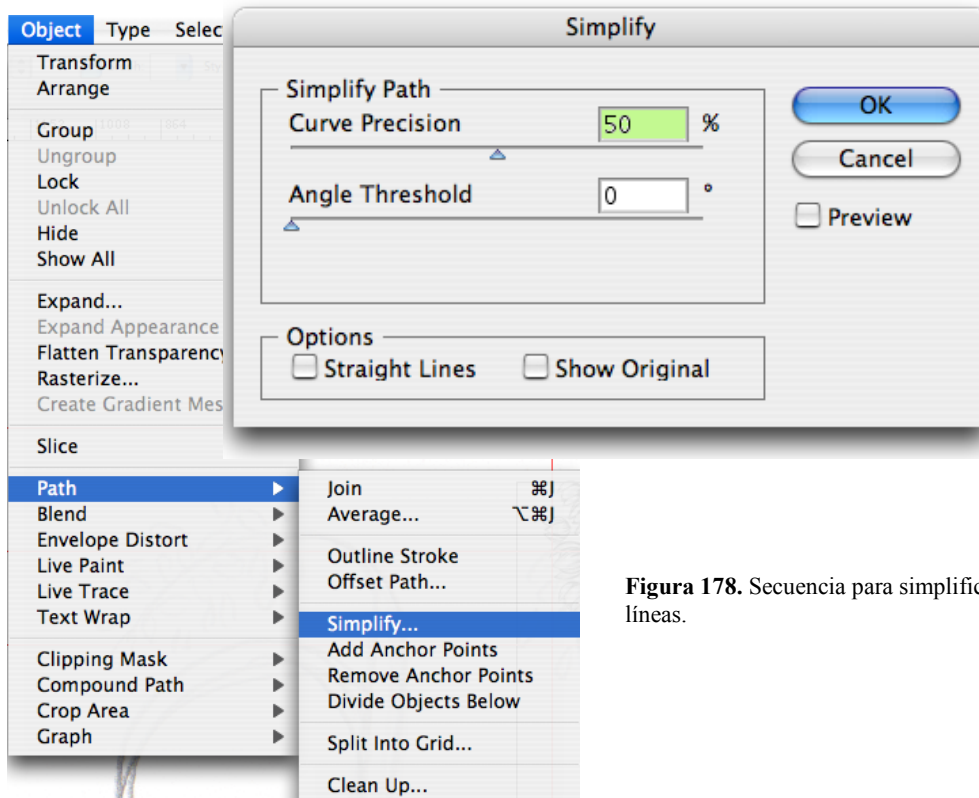 Object Type Selec
Transform
Arrange
Group
Ungroup
Lock
Unlock All
Hide
Show All
Expand...
Expand Appearance
Flatten Transparency
Rasterize...
Create Gradient Mes
Slice
Path
Blend
Envelope Distort
Live Paint
Live Trace
Text Wrap
Clipping Mask
Compound Path
Crop Area
Graph
Simplify
Simplify Path
Curve Precision 50 %
Angle Threshold 0 °
OK
Cancel
Preview
Options
Straight Lines Show Original
Join ⌘J
Average... ⌥⌘J
Outline Stroke
Offset Path...
Simplify...
Add Anchor Points
Remove Anchor Points
Divide Objects Below
Split Into Grid...
Clean Up...
Figura 178. Secuencia para simplific
líneas.